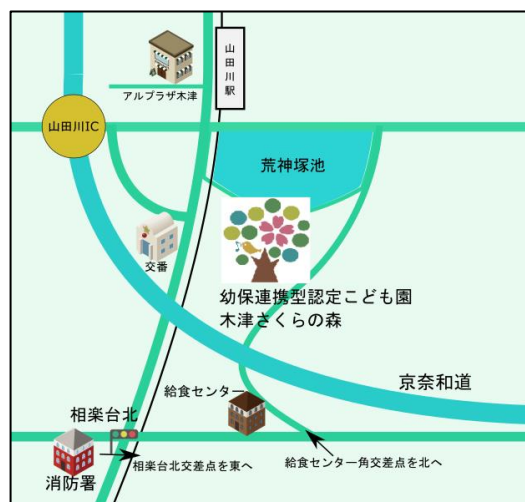 山田川駅
アルプラザ木津
山田川IC
荒神塚池
交番
幼保連携型認定こども園
木津さくらの森
京奈和道
給食センター
相楽台北
消防署
相楽台北交差点を東へ
給食センター角交差点を北へ